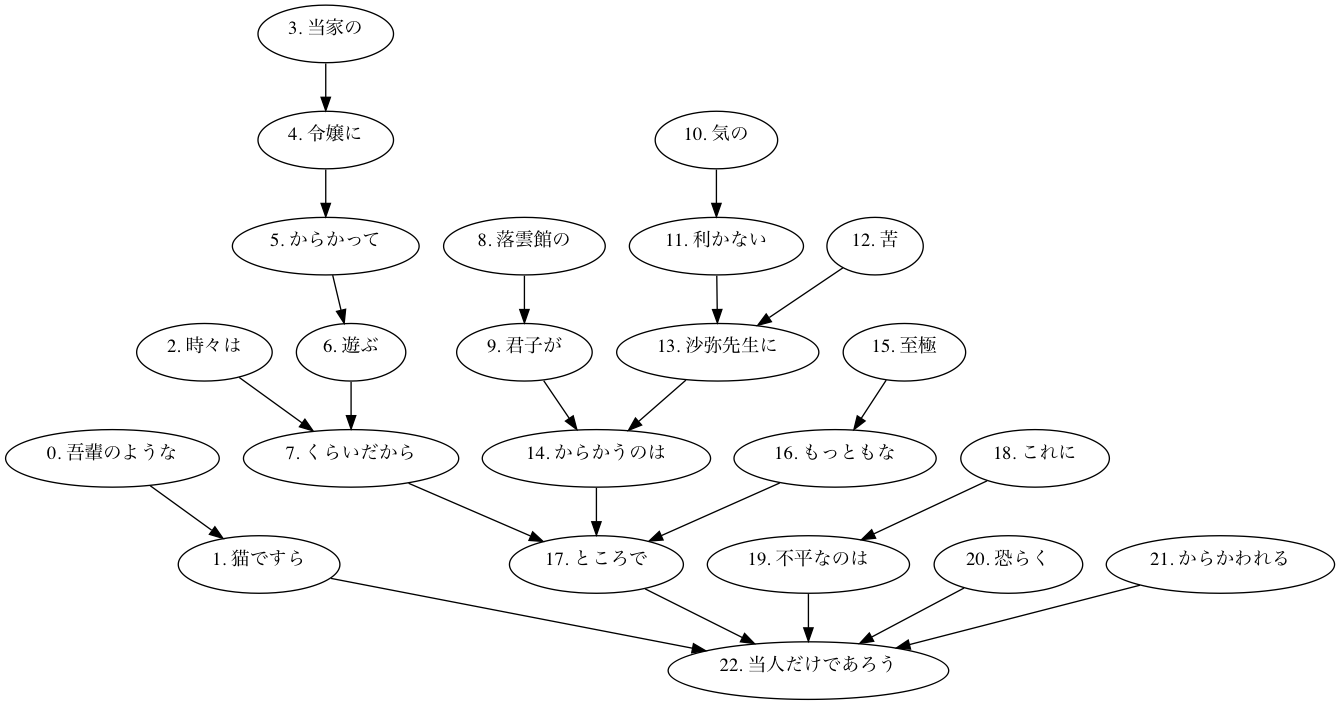 3. 当家の
4. 令嬢に
10. 気の
5. からかって
8. 落雲館の
11. 利かない
12. 苦
2. 時々は
6. 遊ぶ
9. 君子が
13. 沙弥先生に
15. 至極
0. 吾輩のような
7. くらいだから
14. からかうのは
16. もっともな
18. これに
1. 猫ですら
17. ところで
19. 不平なのは
20. 恐らく
21. からかわれる
22. 当人だけであろう